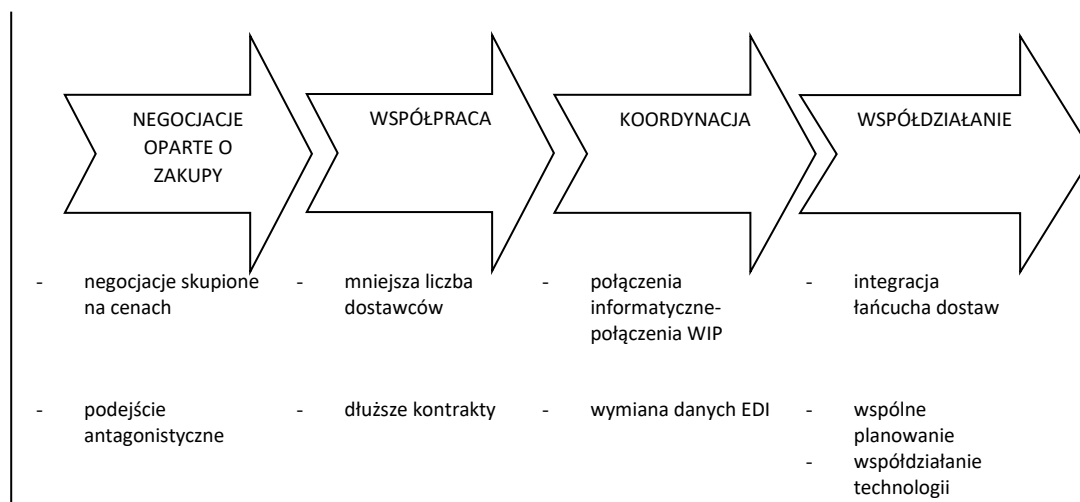 NEGOCJACJE
OPARTE O
ZAKUPY
WSPÓŁPRACA
KOORDYNACJA
WSPÓŁDZIAŁANIE
- negocjacje skupione
na cenach
- podejście
antagonistyczne
- mniejsza liczba
dostawców
- dłuższe kontrakty
- połączenia
informatyczne-
połączenia WIP
- wymiana danych EDI
- integracja
łańcucha dostaw
- wspólne
planowanie
- współdziałanie
technologii